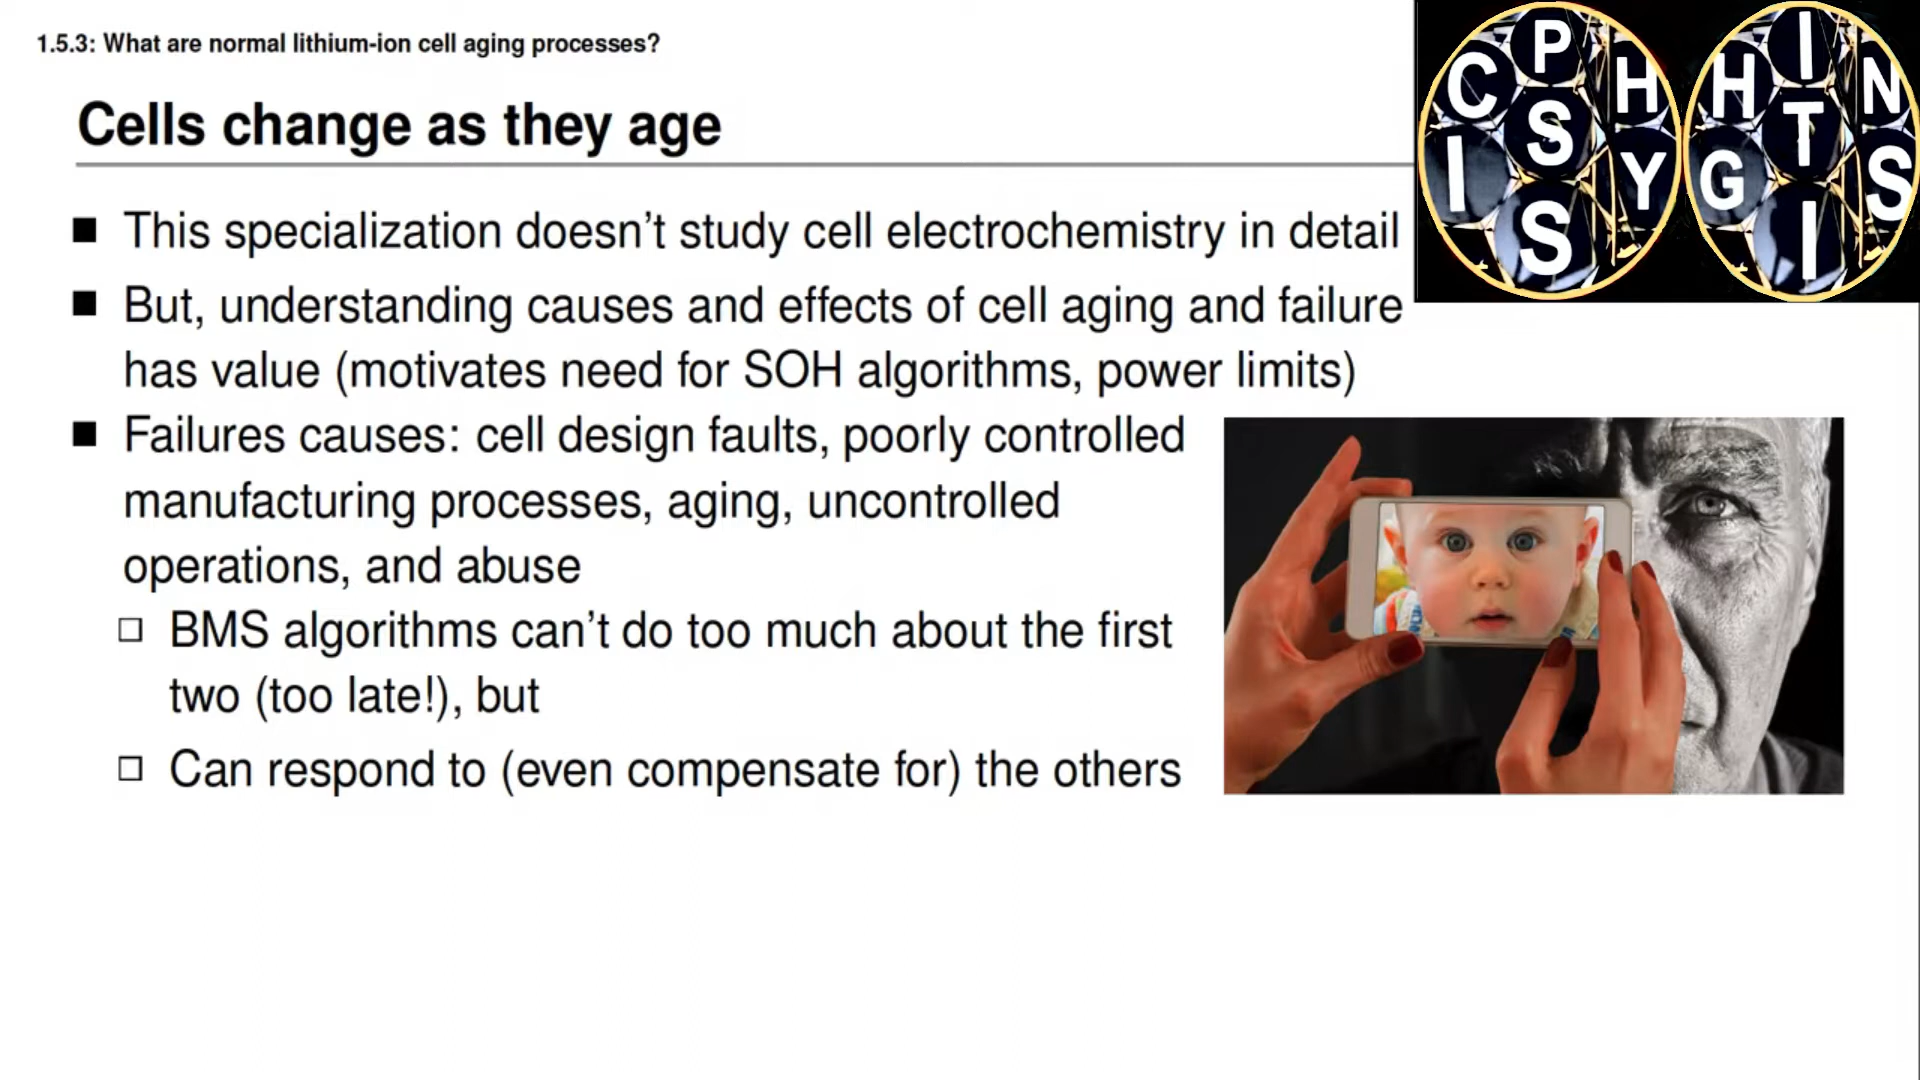 1.5.3: What are normal lithium-ion cell aging processes?
Cells change as they age
This specialization doesn't study cell electrochemistry in detail
But, understanding causes and effects of cell aging and failure
has value (motivates need for SOH algorithms, power limits)
Failures causes: cell design faults, poorly controlled
manufacturing processes, aging, uncontrolled
operations, and abuse
BMS algorithms can't do too much about the first
two (too late!), but
Can respond to (even compensate for) the others
P
C H
S
I Y
S
I
H N
T
G S
I